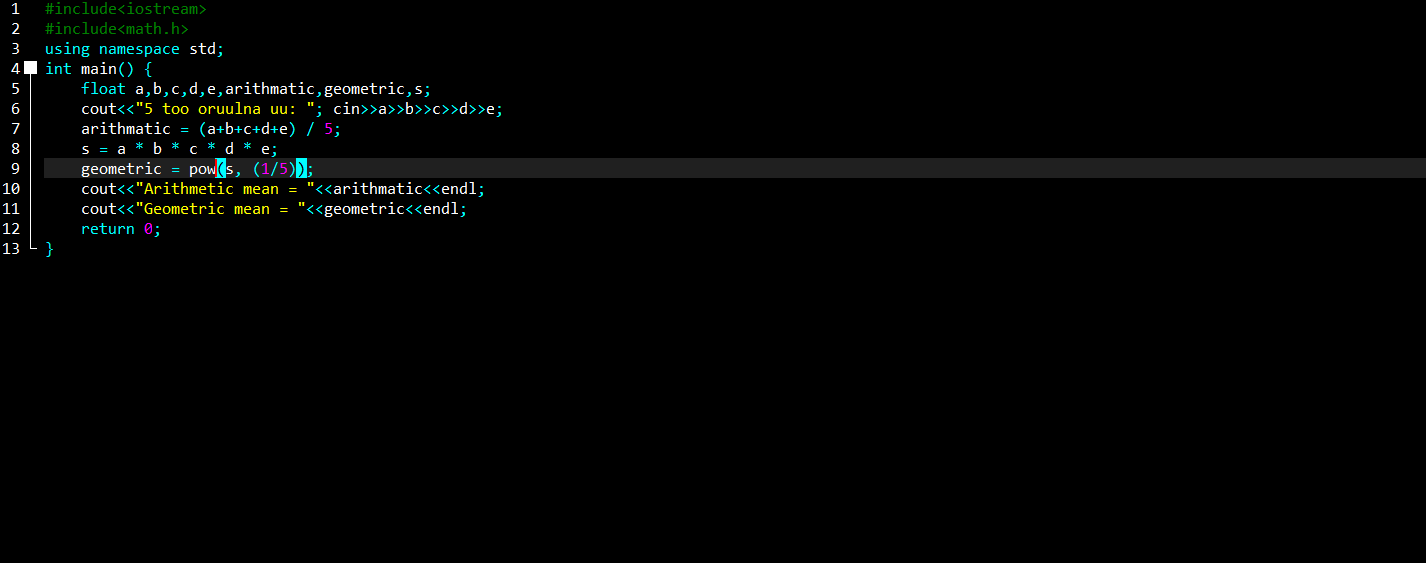 1 #include<iostream>
2 #include<math.h>
3 using namespace std;
4 int main() {
5 float a,b,c,d,e,arithmatic,geometric,s;
6 cout<<"5 too oruulna uu: "; cin>>a>>b>>c>>d>>e;
7 arithmatic = (a+b+c+d+e) / 5;
8 s = a * b * c * d * e;
9 geometric = pow(s, (1/5));
10 cout<<"Arithmetic mean = "<<arithmatic<<endl;
11 cout<<"Geometric mean = "<<geometric<<endl;
12 return 0;
13 }